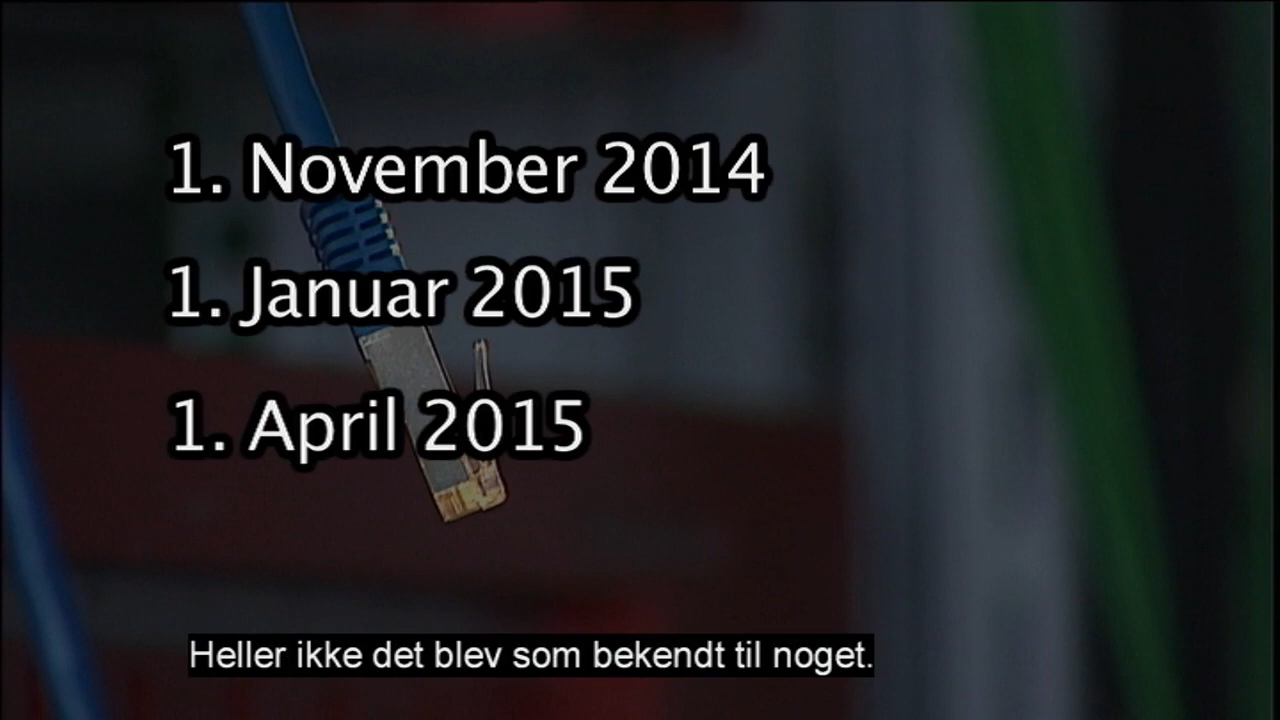 1. November 2014
1. Januar 2015
1. April 2015
Heller ikke det blev som bekendt til noget.